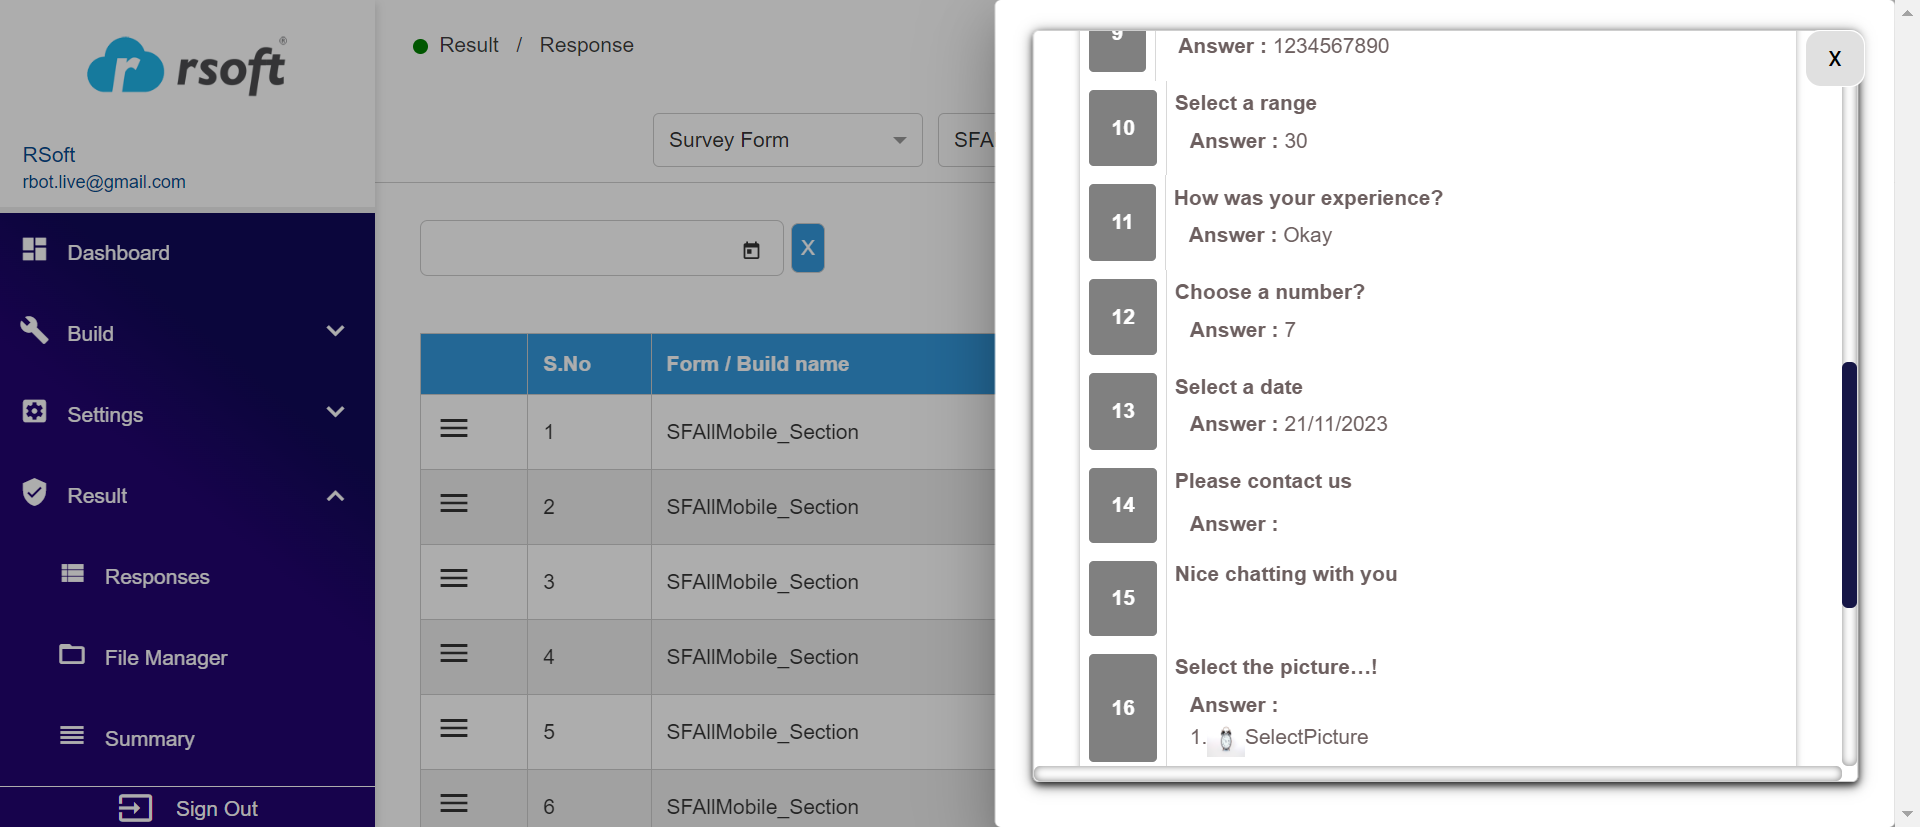 rsoft®
RSoft
rbot.live@gmail.com
Dashboard
Build
Settings
Result
Responses
File Manager
Summary
Sign Out
Result / Response
Survey Form
SFA
X
S.No Form / Build name
1 SFAllMobile_Section
2 SFAllMobile_Section
3 SFAllMobile_Section
4 SFAllMobile_Section
5 SFAllMobile_Section
6 SFAllMobile_Section
X
9
Answer : 1234567890
10
Select a range
Answer : 30
11
How was your experience?
Answer : Okay
12
Choose a number?
Answer : 7
13
Select a date
Answer : 21/11/2023
14
Please contact us
Answer :
15
Nice chatting with you
16
Select the picture...!
Answer :
1. SelectPicture